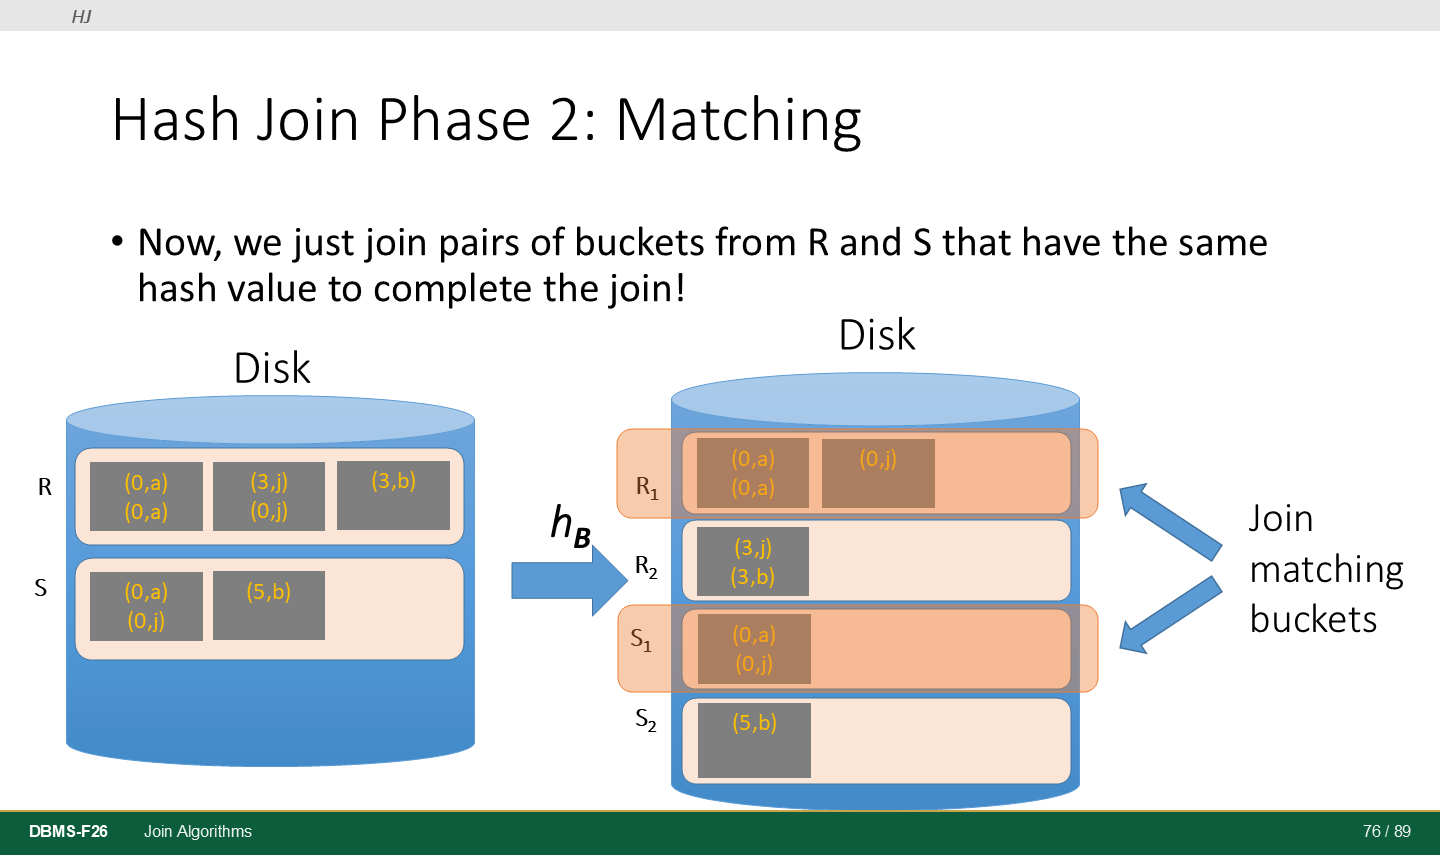 HJ
Hash Join Phase 2: Matching
• Now, we just join pairs of buckets from R and S that have the same
hash value to complete the join!
Disk
R
(0,a)
(0,a)
(3,j)
(0,j)
(3,b)
S
(0,a)
(0,j)
(5,b)
hB
Disk
R1
(0,a)
(0,a)
(0,j)
R2
(3,j)
(3,b)
S1
(0,a)
(0,j)
S2
(5,b)
Join
matching
buckets
DBMS-F26 Join Algorithms 76 / 89